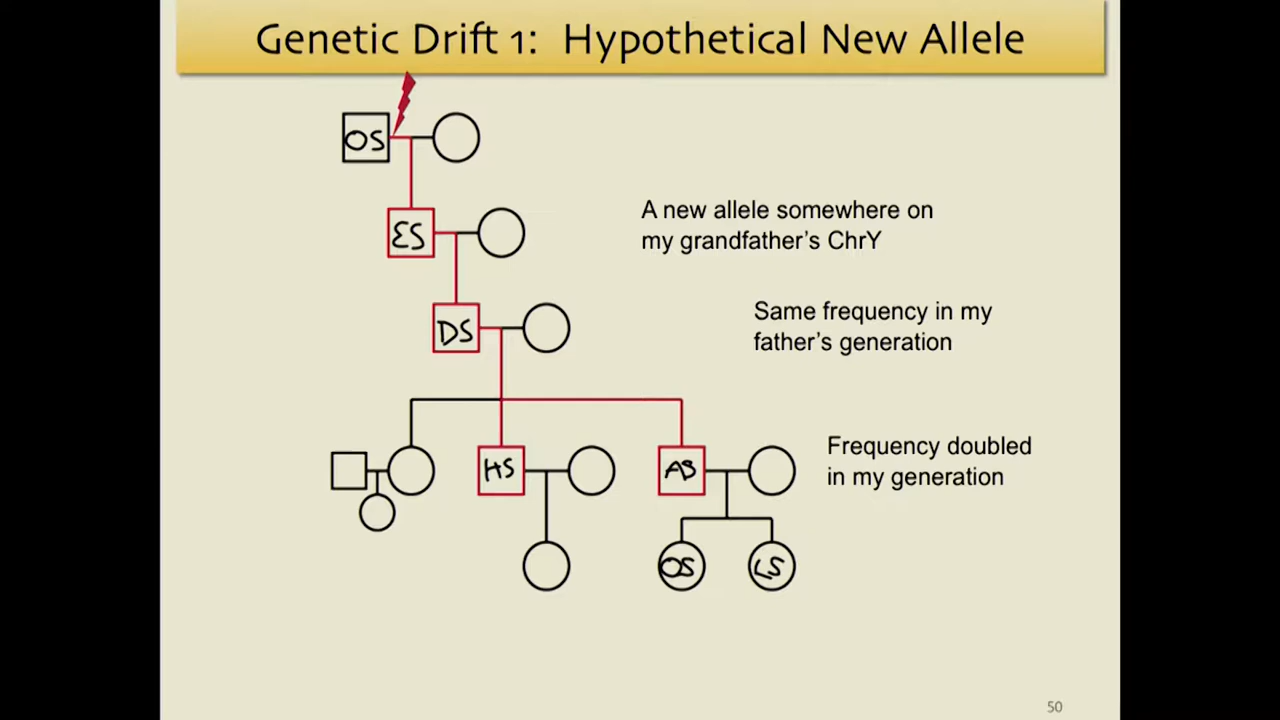 Genetic Drift 1: Hypothetical New Allele
OS
A new allele somewhere on
my grandfather's ChrY
ES
Same frequency in my
father's generation
DS
Frequency doubled
in my generation
HS
AS
OS
LS
50